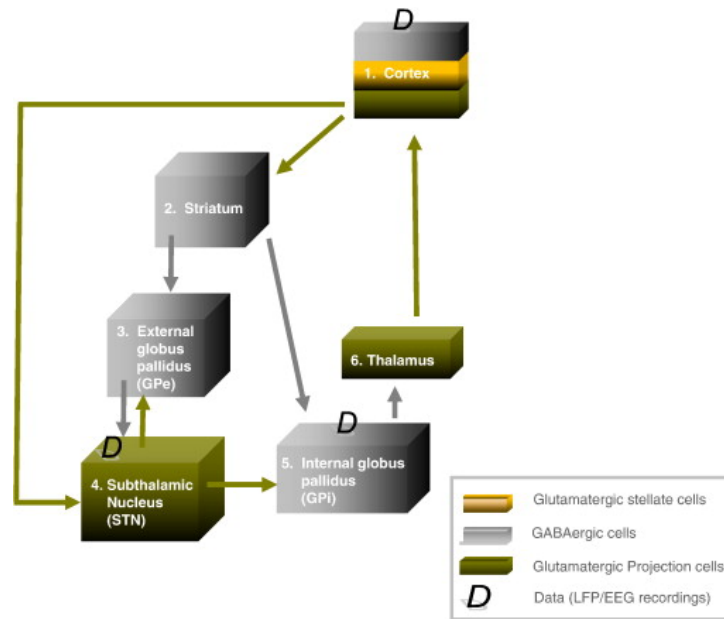 D
1. Cortex
2. Striatum
3. External
globus
pallidus
(GPe)
6. Thalamus
D
D
4. Subthalamic
Nucleus
(STN)
5. Internal globus
pallidus
(GPi)
Glutamatergic stellate cells
GABAergic cells
Glutamatergic Projection cells
D Data (LFP/EEG recordings)